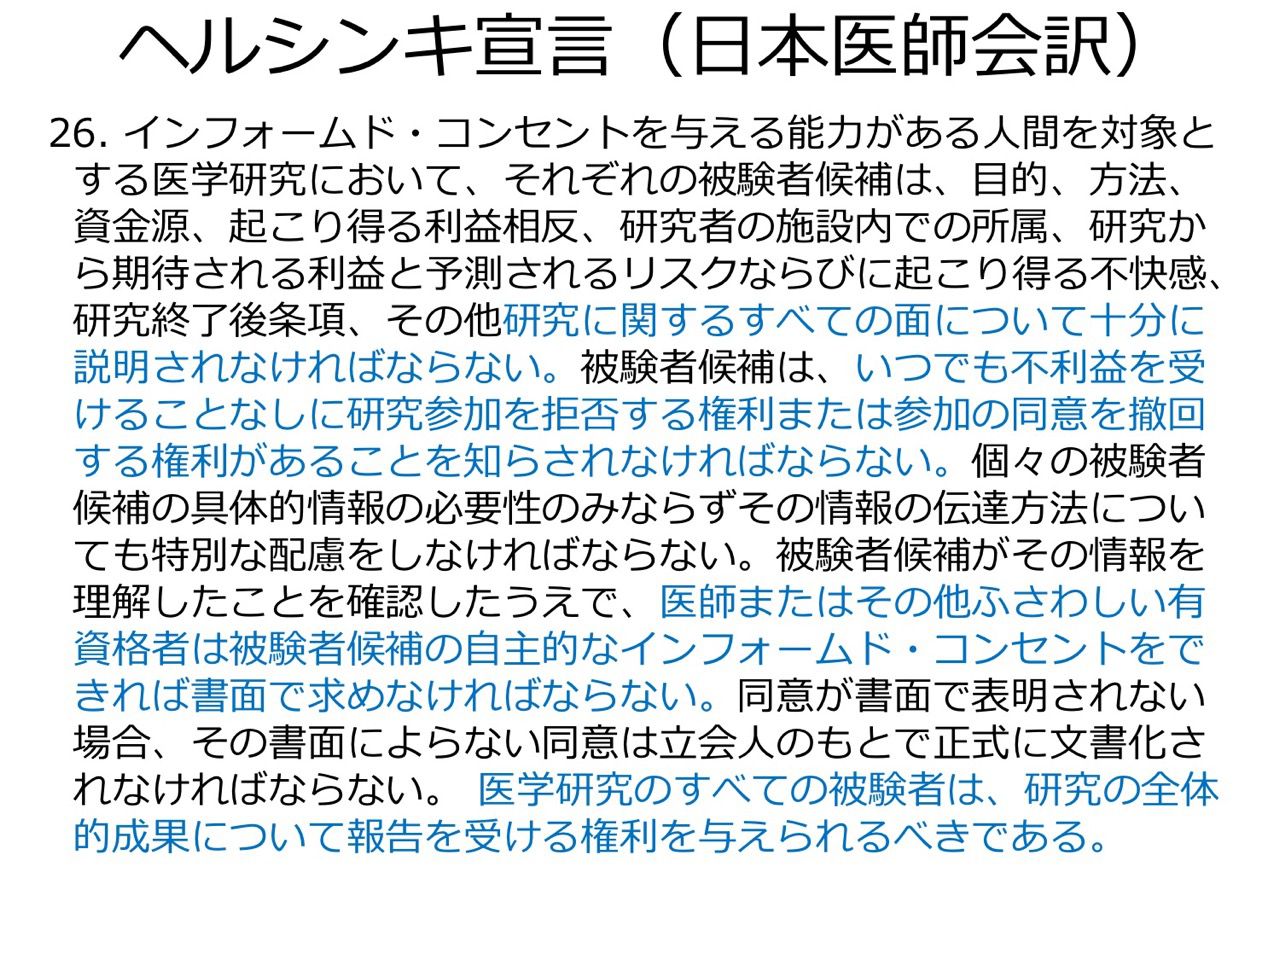 ヘルシンキ宣言（日本医師会訳）
26. インフォームド・コンセントを与える能力がある人間を対象と
する医学研究において、それぞれの被験者候補は、目的、方法、
資金源、起こり得る利益相反、研究者の施設内での所属、研究か
ら期待される利益と予測されるリスクならびに起こり得る不快感、
研究終了後条項、その他研究に関するすべての面について十分に
説明されなければならない。被験者候補は、いつでも不利益を受
けることなしに研究参加を拒否する権利または参加の同意を撤回
する権利があることを知らされなければならない。個々の被験者
候補の具体的情報の必要性のみならずその情報の伝達方法につい
ても特別な配慮をしなければならない。被験者候補がその情報を
理解したことを確認したうえで、医師またはその他ふさわしい有
資格者は被験者候補の自主的なインフォームド・コンセントをで
きれば書面で求めなければならない。同意が書面で表明されない
場合、その書面によらない同意は立会人のもとで正式に文書化さ
れなければならない。 医学研究のすべての被験者は、研究の全体
的成果について報告を受ける権利を与えられるべきである。